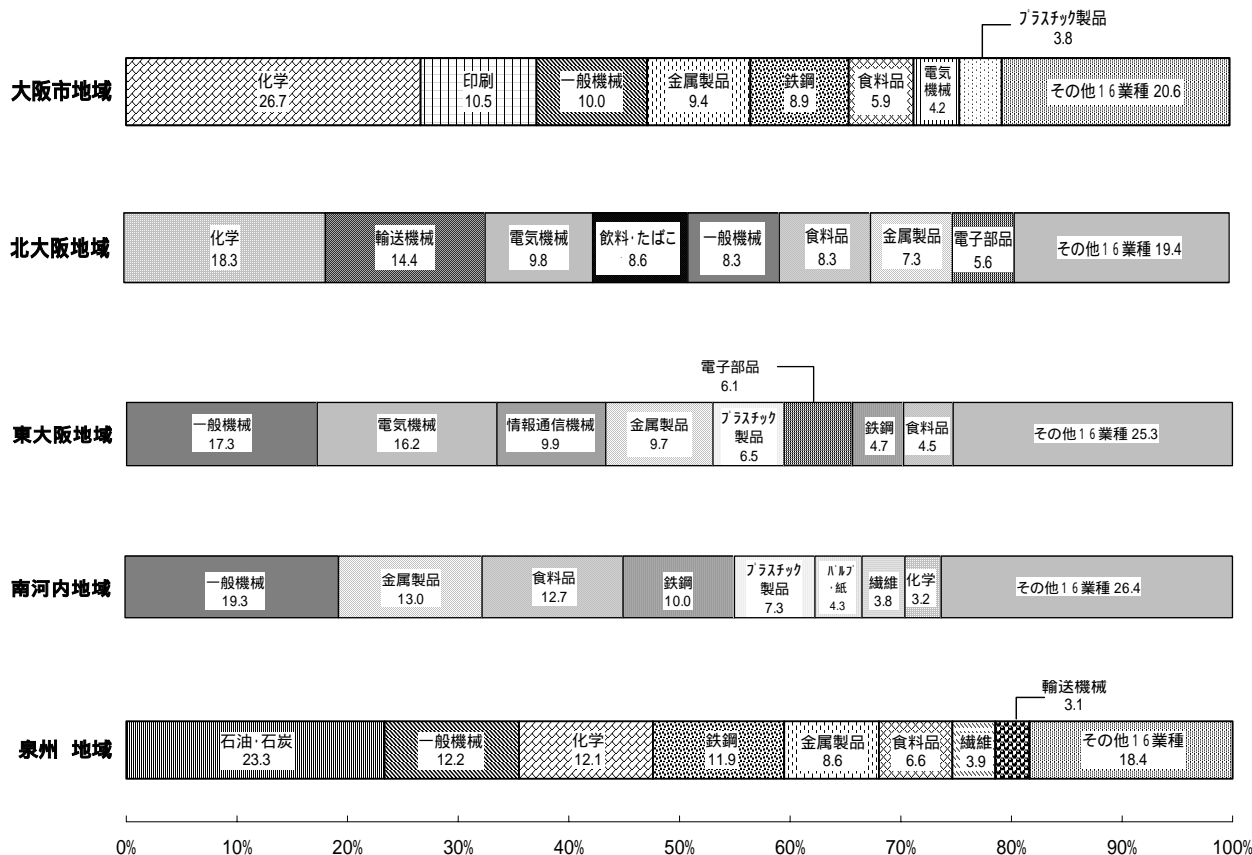 プラスチック製品
3.8
大阪市地域
化学
26.7
印刷
10.5
一般機械
10.0
金属製品
9.4
鉄鋼
8.9
食料品
5.9
電気
機械
4.2
その他16業種 20.6
北大阪地域
化学
18.3
輸送機械
14.4
電気機械
9.8
飲料・たばこ
8.6
一般機械
8.3
食料品
8.3
金属製品
7.3
電子部品
5.6
その他16業種 19.4
電子部品
6.1
東大阪地域
一般機械
17.3
電気機械
16.2
情報通信機械
9.9
金属製品
9.7
プラスチック
製品
6.5
鉄鋼
4.7
食料品
4.5
その他16業種 25.3
南河内地域
一般機械
19.3
金属製品
13.0
食料品
12.7
鉄鋼
10.0
プラスチック
製品
7.3
パルプ
・紙
4.3
繊維
3.8
化学
3.2
その他16業種 26.4
輸送機械
3.1
泉州 地域
石油・石炭
23.3
一般機械
12.2
化学
12.1
鉄鋼
11.9
金属製品
8.6
食料品
6.6
繊維
3.9
その他16業種
18.4
0% 10% 20% 30% 40% 50% 60% 70% 80% 90% 100%